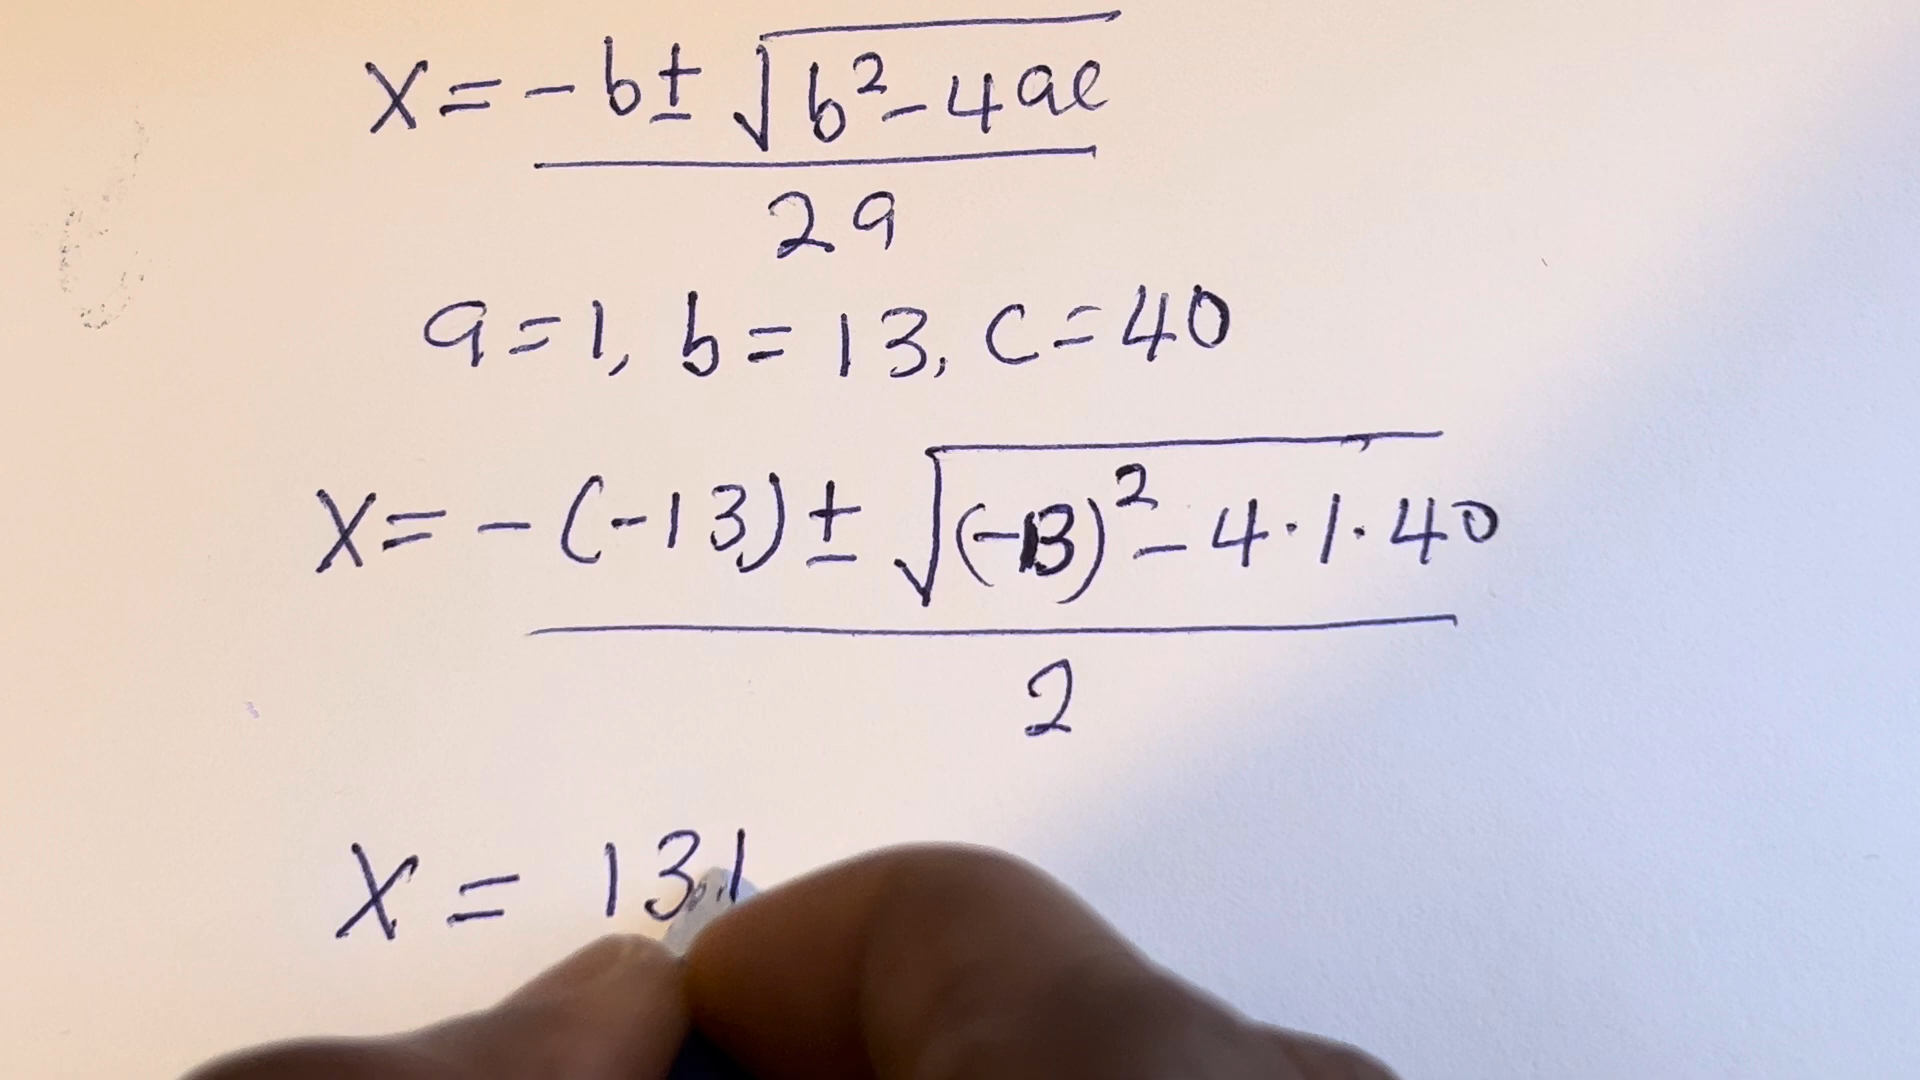 x = -b ± √(b² - 4ac)
2a
a = 1, b = 13, c = 40
x = -(-13) ± √((-13)² - 4·1·40)
2
x = 13